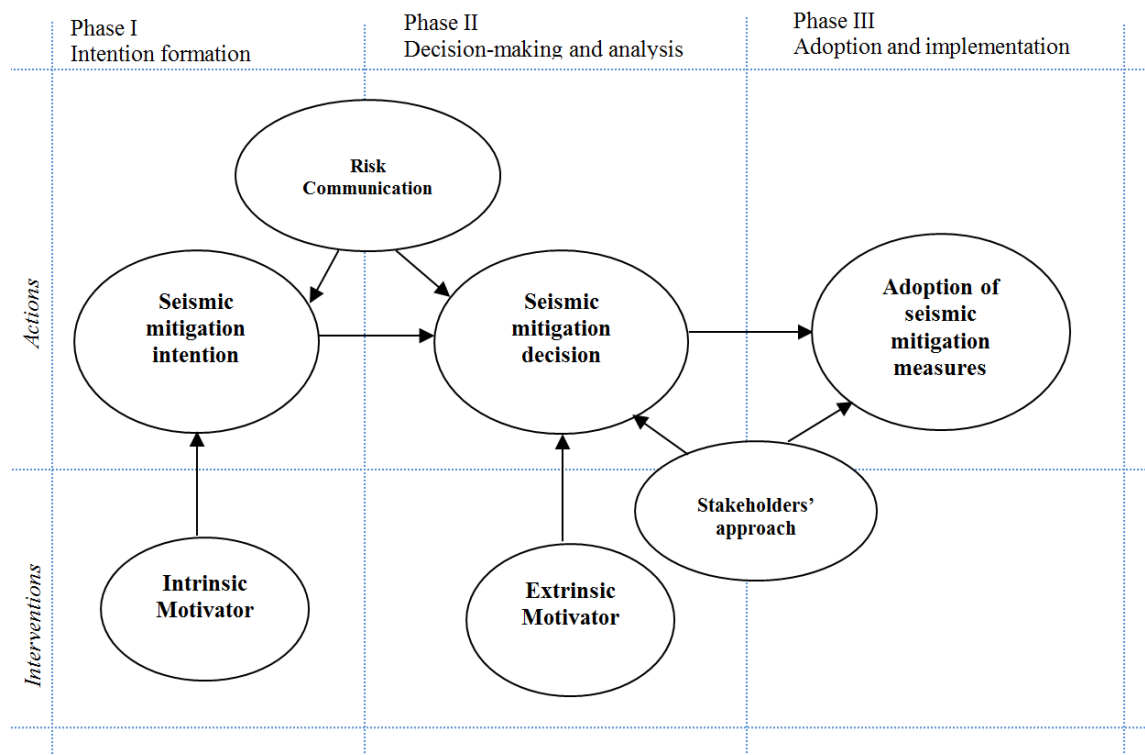 Phase I
Intention formation
Phase II
Decision-making and analysis
Phase III
Adoption and implementation
Risk
Communication
Actions
Seismic
mitigation
intention
Seismic
mitigation
decision
Adoption of
seismic
mitigation
measures
Stakeholders’
approach
Interventions
Intrinsic
Motivator
Extrinsic
Motivator